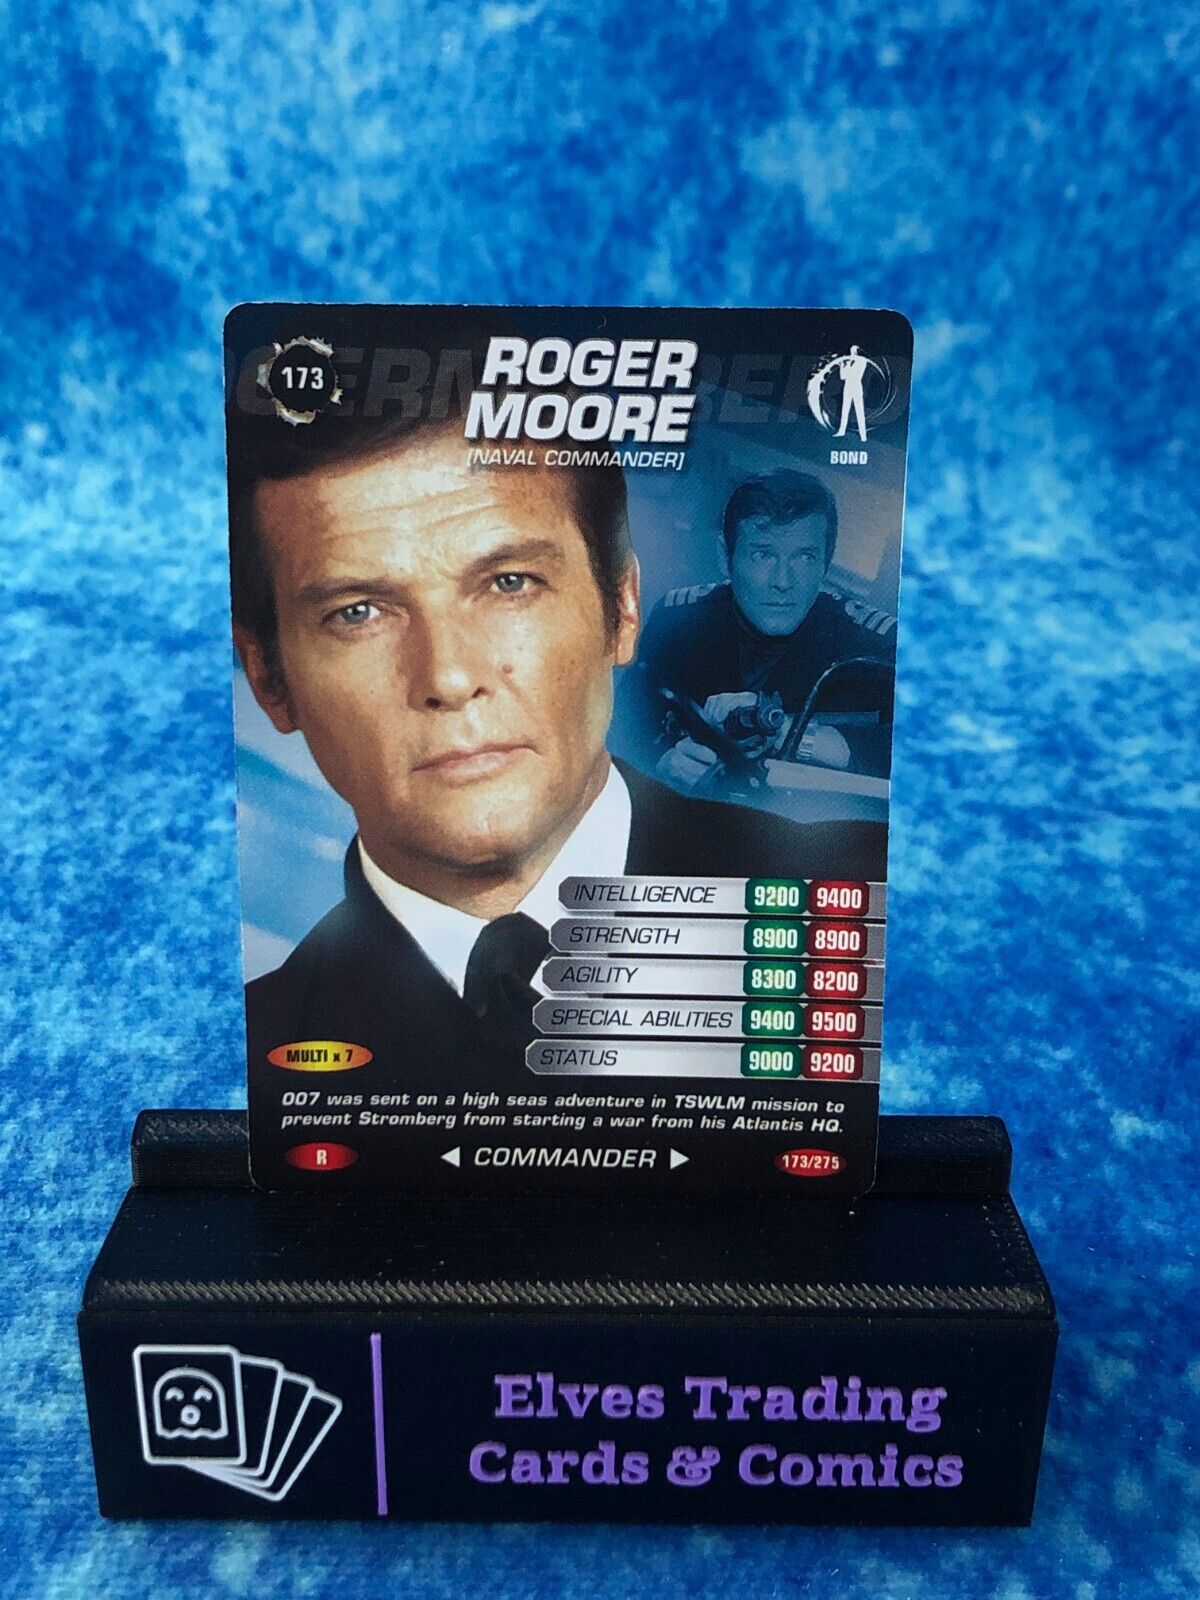 173
ROGER
MOORE
[NAVAL COMMANDER]
BOND
INTELLIGENCE 9200 9400
STRENGTH 8900 8900
AGILITY 8300 8200
SPECIAL ABILITIES 9400 9500
STATUS 9000 9200
MULTI x 7
007 was sent on a high seas adventure in TSWLM mission to
prevent Stromberg from starting a war from his Atlantis HQ.
R ◀ COMMANDER ▶ 173/275
Elves Trading
Cards & Comics